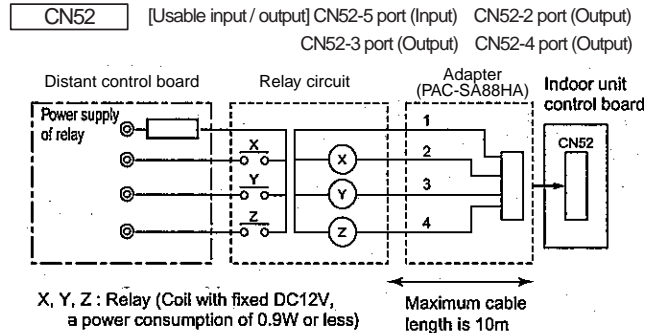 CN52 [Usable input / output] CN52-5 port (Input) CN52-2 port (Output)
CN52-3 port (Output) CN52-4 port (Output)
Distant control board
Relay circuit
Adapter
(PAC-SA88HA)
Indoor unit
control board
Power supply
of relay
X
Y
Z
X
Y
Z
1
2
3
4
CN52
X, Y, Z : Relay (Coil with fixed DC12V,
a power consumption of 0.9W or less)
Maximum cable
length is 10m